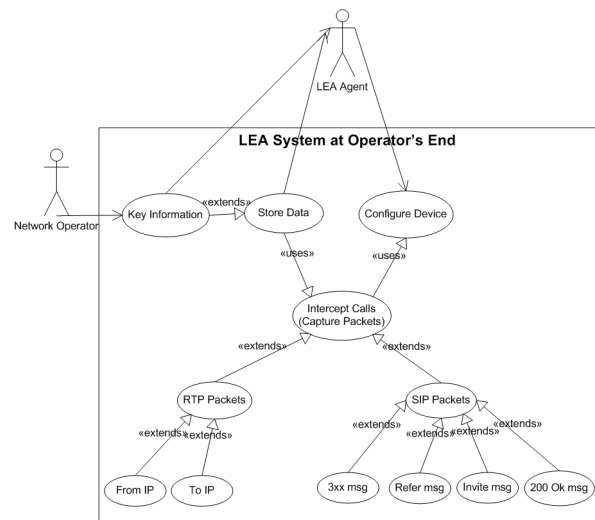 LEA Agent
LEA System at Operator's End
Network Operator
Key Information
«extends»
Store Data
Configure Device
«uses»
«uses»
Intercept Calls
(Capture Packets)
«extends»
«extends»
RTP Packets
SIP Packets
«extends»
«extends»
«extends»
«extends»
«extends»
«extends»
From IP
To IP
3xx msg
Refer msg
Invite msg
200 Ok msg